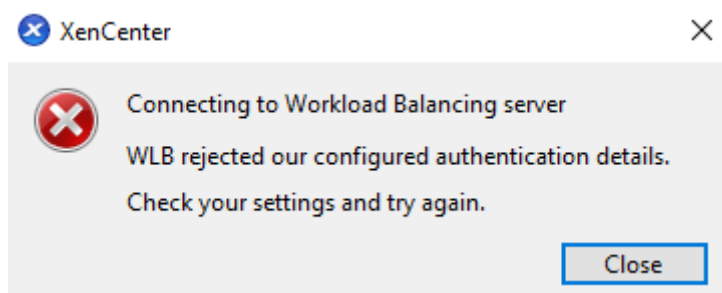 XenCenter
Connecting to Workload Balancing server
WLB rejected our configured authentication details.
Check your settings and try again.
Close